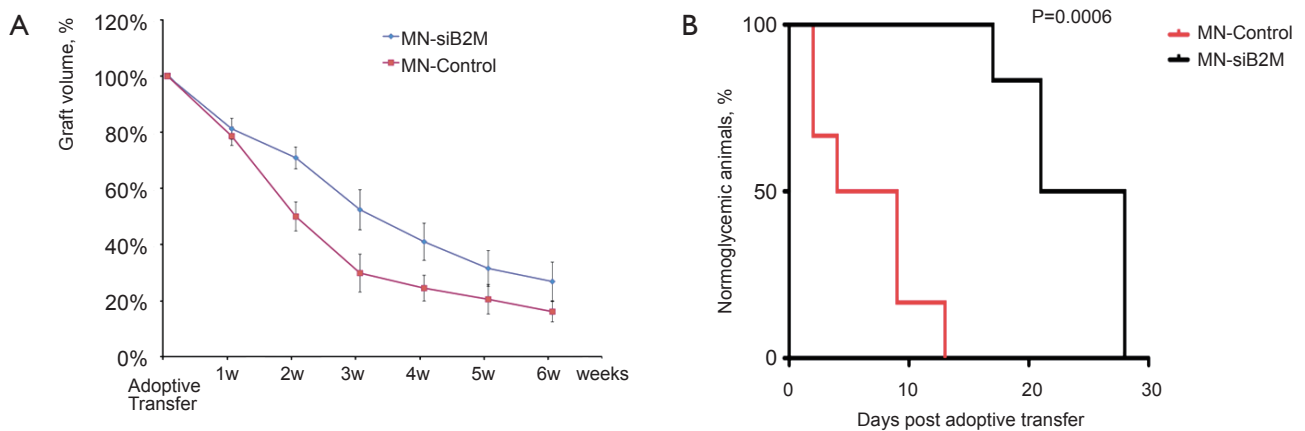 A
Graft volume, %
120%
100%
80%
60%
40%
20%
0%
MN-siB2M
MN-Control
Adoptive
Transfer
1w 2w 3w 4w 5w 6w weeks
B
P=0.0006
Normoglycemic animals, %
100
50
0
MN-Control
MN-siB2M
0 10 20 30
Days post adoptive transfer